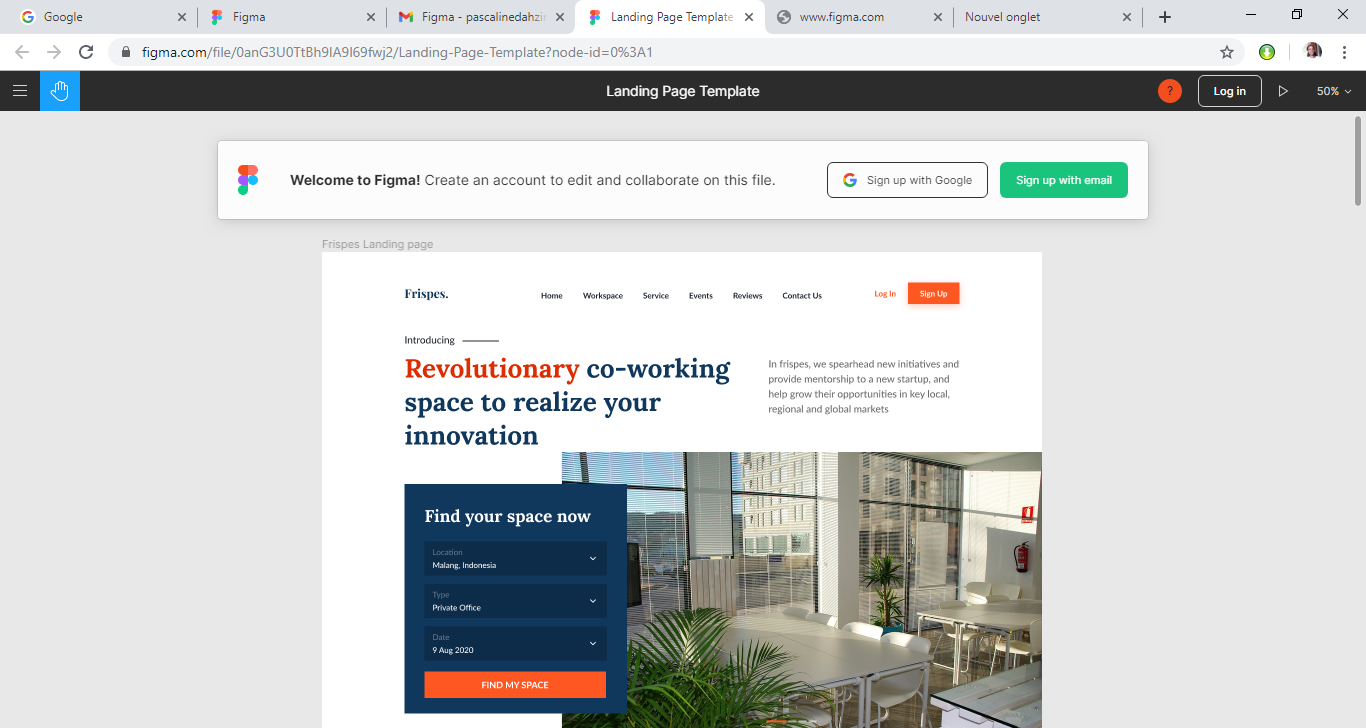 Google
Figma
Figma - pascalinedahzir
Landing Page Template
www.figma.com
Nouvel onglet
figma.com/file/0anG3U0TtBh9IA9I69fwj2/Landing-Page-Template?node-id=0%3A1
Landing Page Template
?
Log in
50%
Welcome to Figma! Create an account to edit and collaborate on this file.
Sign up with Google
Sign up with email
Frispes Landing page
Frispes.
Home
Workspace
Service
Events
Reviews
Contact Us
Log In
Sign Up
Introducing
Revolutionary co-working
space to realize your
innovation
In frispes, we spearhead new initiatives and
provide mentorship to a new startup, and
help grow their opportunities in key local,
regional and global markets
Find your space now
Location
Malang, Indonesia
Type
Private Office
Date
9 Aug 2020
FIND MY SPACE